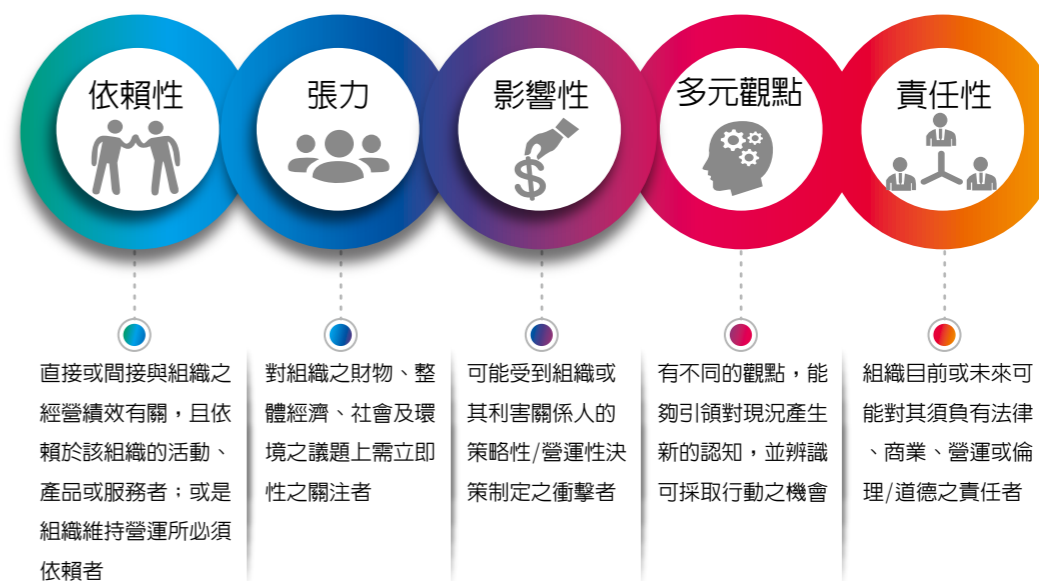 依賴性
張力
影響性
多元觀點
責任性
直接或間接與組織之
經營績效有關，且依
賴於該組織的活動、
產品或服務者；或是
組織維持營運所必須
依賴者
對組織之財物、整
體經濟、社會及環
境之議題上需立即
性之關注者
可能受到組織或
其利害關係人的
策略性/營運性決
策制定之衝擊者
有不同的觀點，能
夠引領對現況產生
新的認知，並辨識
可採取行動之機會
組織目前或未來可
能對其須負有法律
、商業、營運或倫
理/道德之責任者